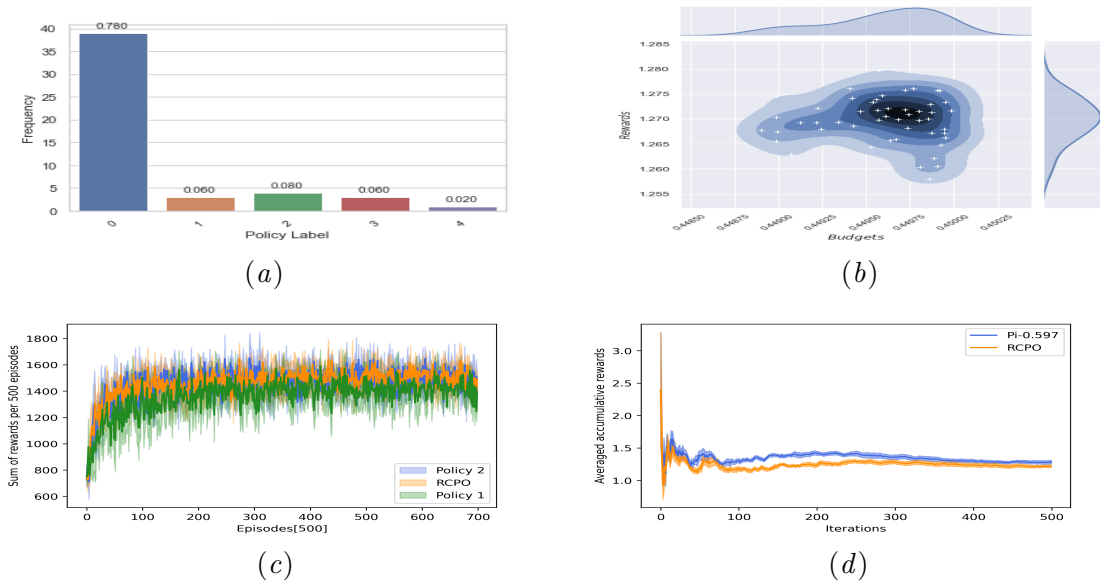 0.780
0.060
0.080
0.060
0.020
40
35
30
25
20
15
10
5
0
Frequency
0
1
2
3
4
Policy Label
(a)
1.285
1.280
1.275
1.270
1.265
1.260
1.255
Rewards
0.44850
0.44875
0.44900
0.44925
0.44950
0.44975
0.45000
0.45025
Budgets
(b)
1800
1600
1400
1200
1000
800
600
Sum of rewards per 500 episodes
Policy 2
RCPO
Policy 1
0 100 200 300 400 500 600 700
Episodes[500]
(c)
3.0
2.5
2.0
1.5
1.0
Averaged accumulative rewards
Pi-0.597
RCPO
0 100 200 300 400 500
Iterations
(d)